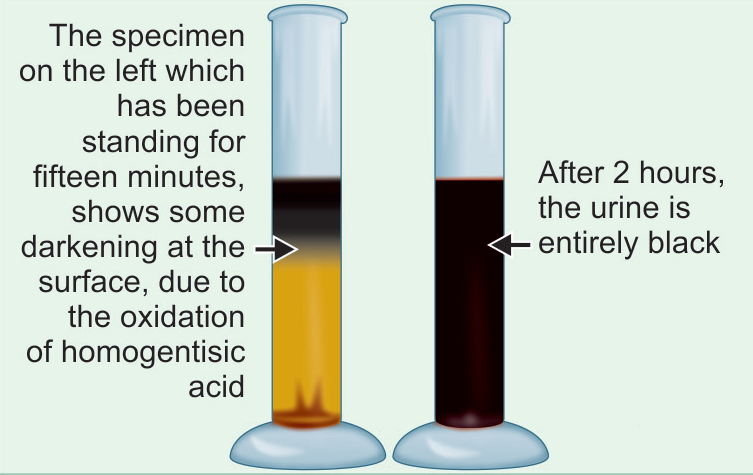 The specimen
on the left which
has been
standing for
fifteen minutes,
shows some
darkening at the
surface, due to
the oxidation
of homogentisic
acid
After 2 hours,
the urine is
entirely black